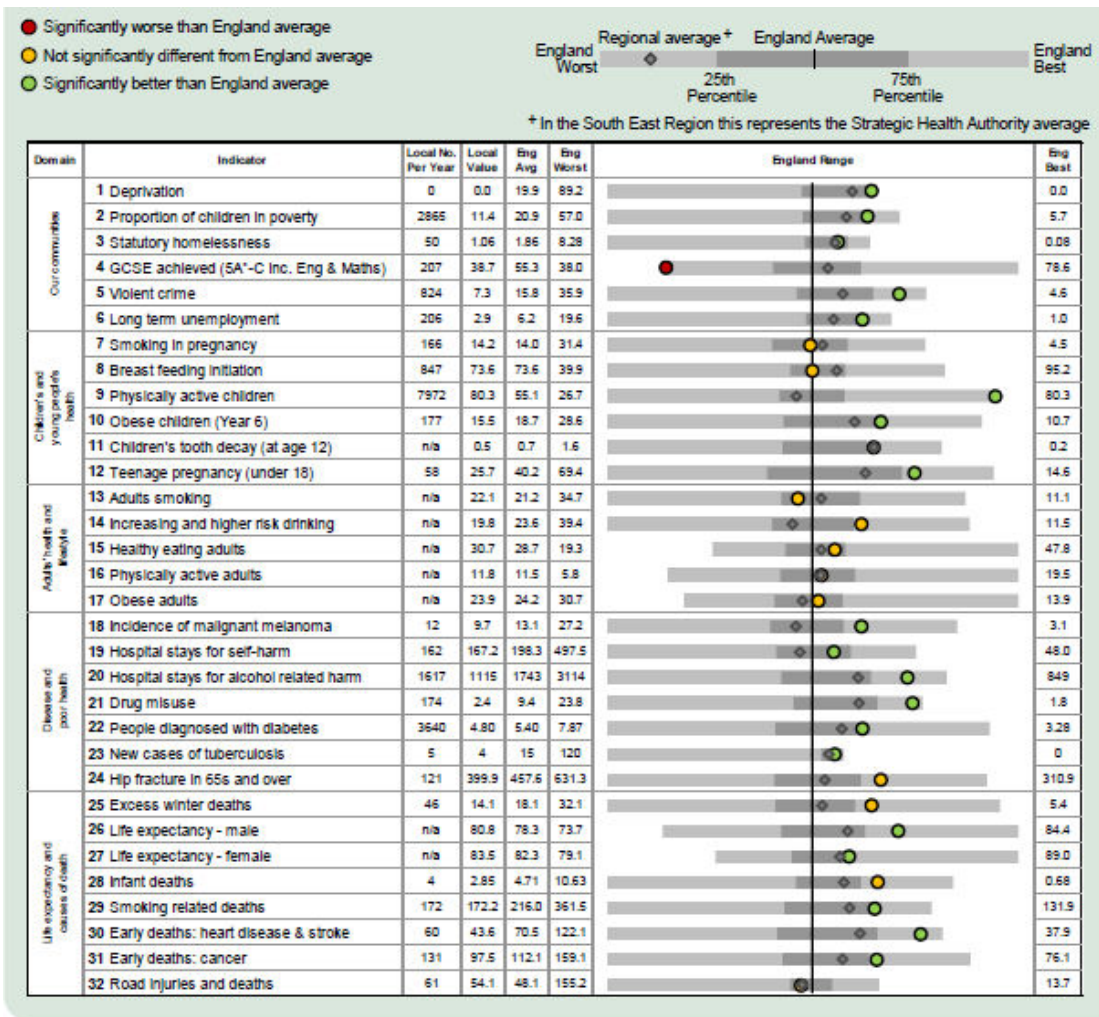 Significantly worse than England average
Not significantly different from England average
Significantly better than England average
Regional average+ England Average
England Worst
England Best
25th Percentile
75th Percentile
+ In the South East Region this represents the Strategic Health Authority average
Domain Indicator Local No. Per Year Local Value Eng Avg Eng Worst England Range Eng Best
Our communities
1 Deprivation 0 0.0 19.9 89.2 0.0
2 Proportion of children in poverty 2865 11.4 20.9 57.0 5.7
3 Statutory homelessness 50 1.06 1.86 8.28 0.08
4 GCSE achieved (5A*-C inc. Eng & Maths) 207 38.7 55.3 38.0 78.6
5 Violent crime 824 7.3 15.8 35.9 4.6
6 Long term unemployment 206 2.9 6.2 19.6 1.0
Children's and young people's health
7 Smoking in pregnancy 166 14.2 14.0 31.4 4.5
8 Breast feeding initiation 847 73.6 73.6 39.9 95.2
9 Physically active children 7972 80.3 55.1 26.7 80.3
10 Obese children (Year 6) 177 15.5 18.7 28.6 10.7
11 Children's tooth decay (at age 12) n/a 0.5 0.7 1.6 0.2
12 Teenage pregnancy (under 18) 58 25.7 40.2 69.4 14.6
Adults' health and lifestyle
13 Adults smoking n/a 22.1 21.2 34.7 11.1
14 Increasing and higher risk drinking n/a 19.8 23.6 39.4 11.5
15 Healthy eating adults n/a 30.7 28.7 19.3 47.8
16 Physically active adults n/a 11.8 11.5 5.8 19.5
17 Obese adults n/a 23.9 24.2 30.7 13.9
Disease and poor health
18 Incidence of malignant melanoma 12 9.7 13.1 27.2 3.1
19 Hospital stays for self-harm 162 167.2 198.3 497.5 48.0
20 Hospital stays for alcohol related harm 1617 1115 1743 3114 849
21 Drug misuse 174 2.4 9.4 23.8 1.8
22 People diagnosed with diabetes 3640 4.80 5.40 7.87 3.28
23 New cases of tuberculosis 5 4 15 120 0
24 Hip fracture in 65s and over 121 399.9 457.6 631.3 310.9
Life expectancy and causes of death
25 Excess winter deaths 46 14.1 18.1 32.1 5.4
26 Life expectancy - male n/a 80.8 78.3 73.7 84.4
27 Life expectancy - female n/a 83.5 82.3 79.1 89.0
28 Infant deaths 4 2.85 4.71 10.63 0.68
29 Smoking related deaths 172 172.2 216.0 361.5 131.9
30 Early deaths: heart disease & stroke 60 43.6 70.5 122.1 37.9
31 Early deaths: cancer 131 97.5 112.1 159.1 76.1
32 Road injuries and deaths 61 54.1 48.1 155.2 13.7